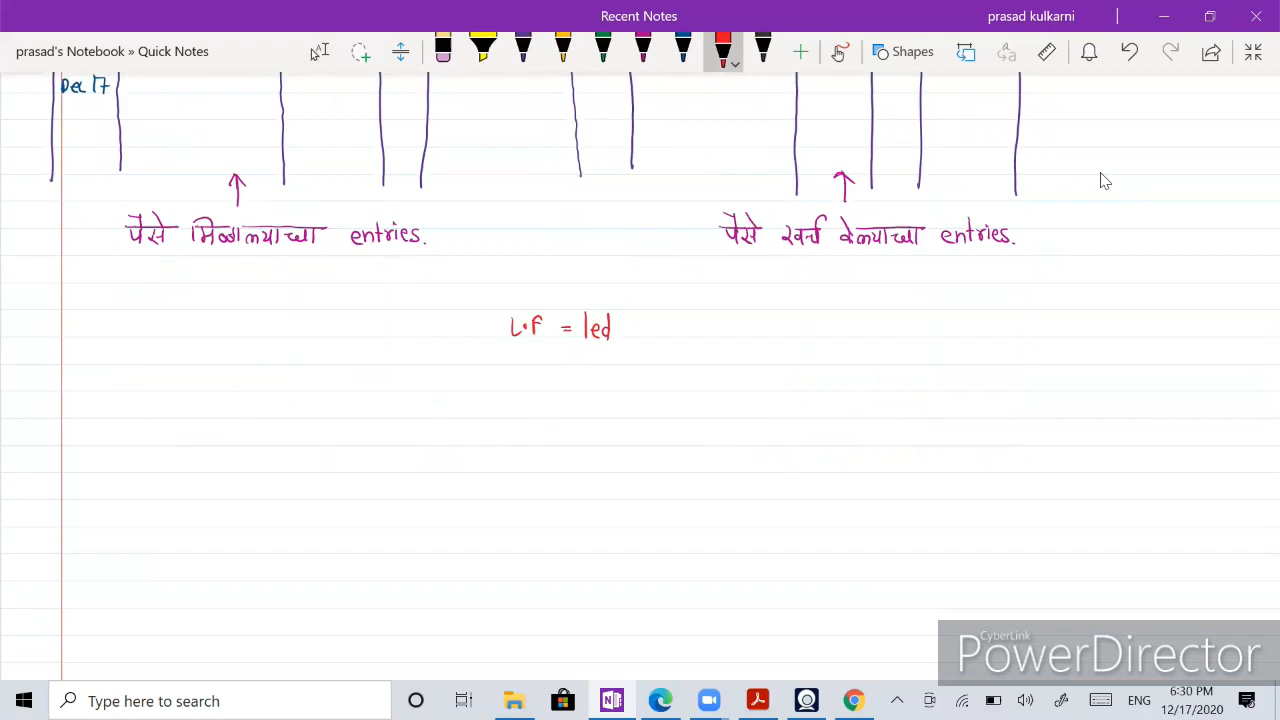 Recent Notes
prasad kulkarni
prasad's Notebook » Quick Notes
Shapes
Dec 17
पैसे मिळाल्याच्या entries.
पैसे खर्च केल्याच्या entries.
L.F = led
CyberLink
PowerDirector
Type here to search
ENG
6:30 PM
12/17/2020